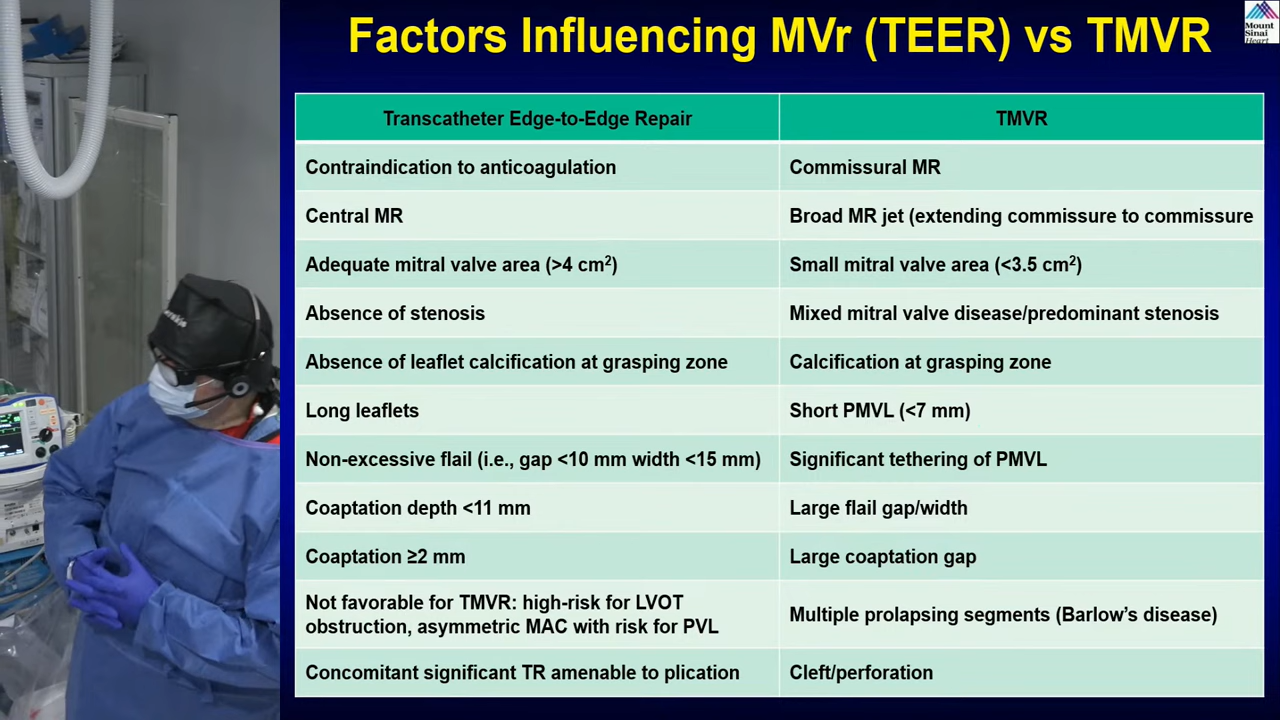 Factors Influencing MVr (TEER) vs TMVR
Mount
Sinai
Heart
Transcatheter Edge-to-Edge Repair
TMVR
Contraindication to anticoagulation
Commissural MR
Central MR
Broad MR jet (extending commissure to commissure
Adequate mitral valve area (>4 cm²)
Small mitral valve area (<3.5 cm²)
Absence of stenosis
Mixed mitral valve disease/predominant stenosis
Absence of leaflet calcification at grasping zone
Calcification at grasping zone
Long leaflets
Short PMVL (<7 mm)
Non-excessive flail (i.e., gap <10 mm width <15 mm)
Significant tethering of PMVL
Coaptation depth <11 mm
Large flail gap/width
Coaptation ≥2 mm
Large coaptation gap
Not favorable for TMVR: high-risk for LVOT
obstruction, asymmetric MAC with risk for PVL
Multiple prolapsing segments (Barlow's disease)
Concomitant significant TR amenable to plication
Cleft/perforation